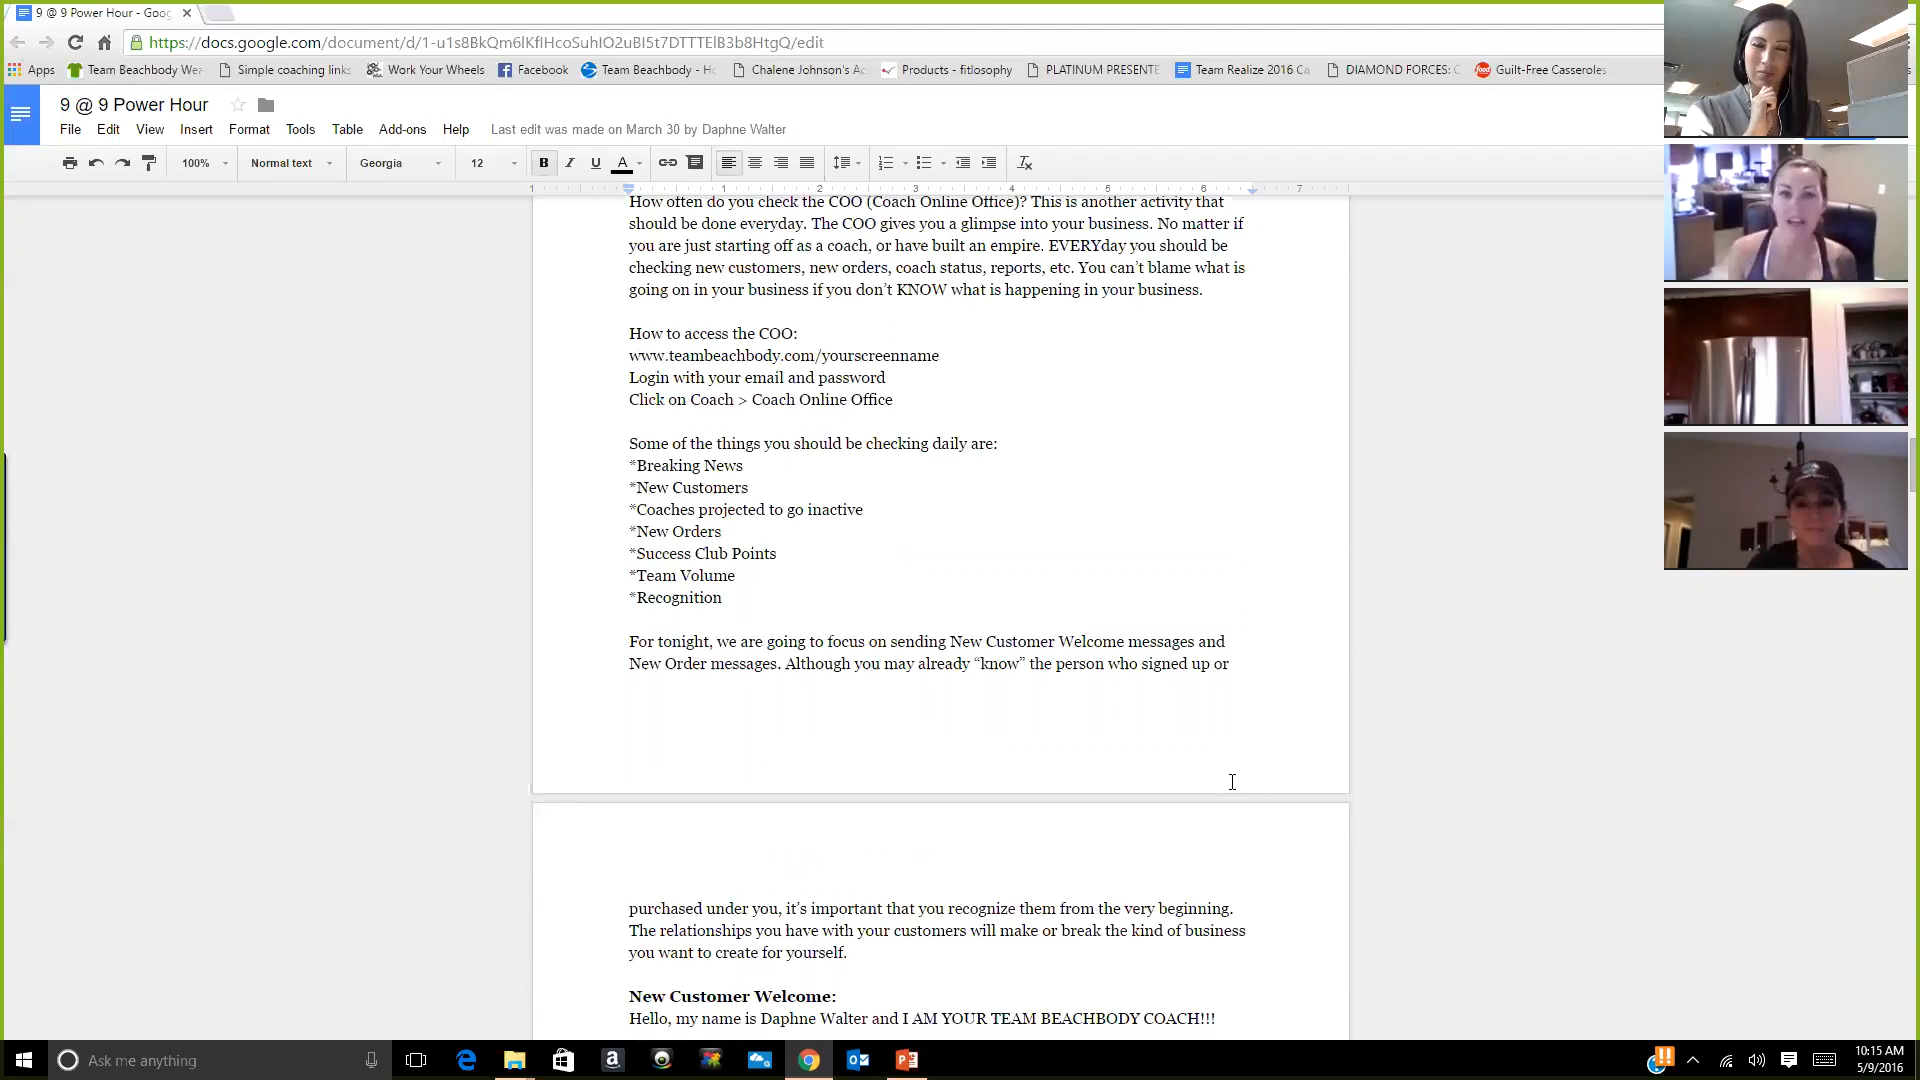 9 @ 9 Power Hour - Goog
https://docs.google.com/document/d/1-u1s8BkQm6lKfIHcoSuhIO2uBI5t7DTTTElB3b8HtgQ/edit
Apps Team Beachbody We Simple coaching links Work Your Wheels Facebook Team Beachbody - Ho Chalene Johnson's Ac Products - fitlosophy PLATINUM PRESENTE Team Realize 2016 Ca DIAMOND FORCES: C Guilt-Free Casseroles
9 @ 9 Power Hour
File Edit View Insert Format Tools Table Add-ons Help Last edit was made on March 30 by Daphne Walter
100% Normal text Georgia 12 B I U A
1 1 2 3 4 5 6 7
How often do you check the COO (Coach Online Office)? This is another activity that
should be done everyday. The COO gives you a glimpse into your business. No matter if
you are just starting off as a coach, or have built an empire. EVERYday you should be
checking new customers, new orders, coach status, reports, etc. You can't blame what is
going on in your business if you don't KNOW what is happening in your business.
How to access the COO:
www.teambeachbody.com/yourscreenname
Login with your email and password
Click on Coach > Coach Online Office
Some of the things you should be checking daily are:
*Breaking News
*New Customers
*Coaches projected to go inactive
*New Orders
*Success Club Points
*Team Volume
*Recognition
For tonight, we are going to focus on sending New Customer Welcome messages and
New Order messages. Although you may already “know” the person who signed up or
purchased under you, it's important that you recognize them from the very beginning.
The relationships you have with your customers will make or break the kind of business
you want to create for yourself.
New Customer Welcome:
Hello, my name is Daphne Walter and I AM YOUR TEAM BEACHBODY COACH!!!
Ask me anything
10:15 AM
5/9/2016